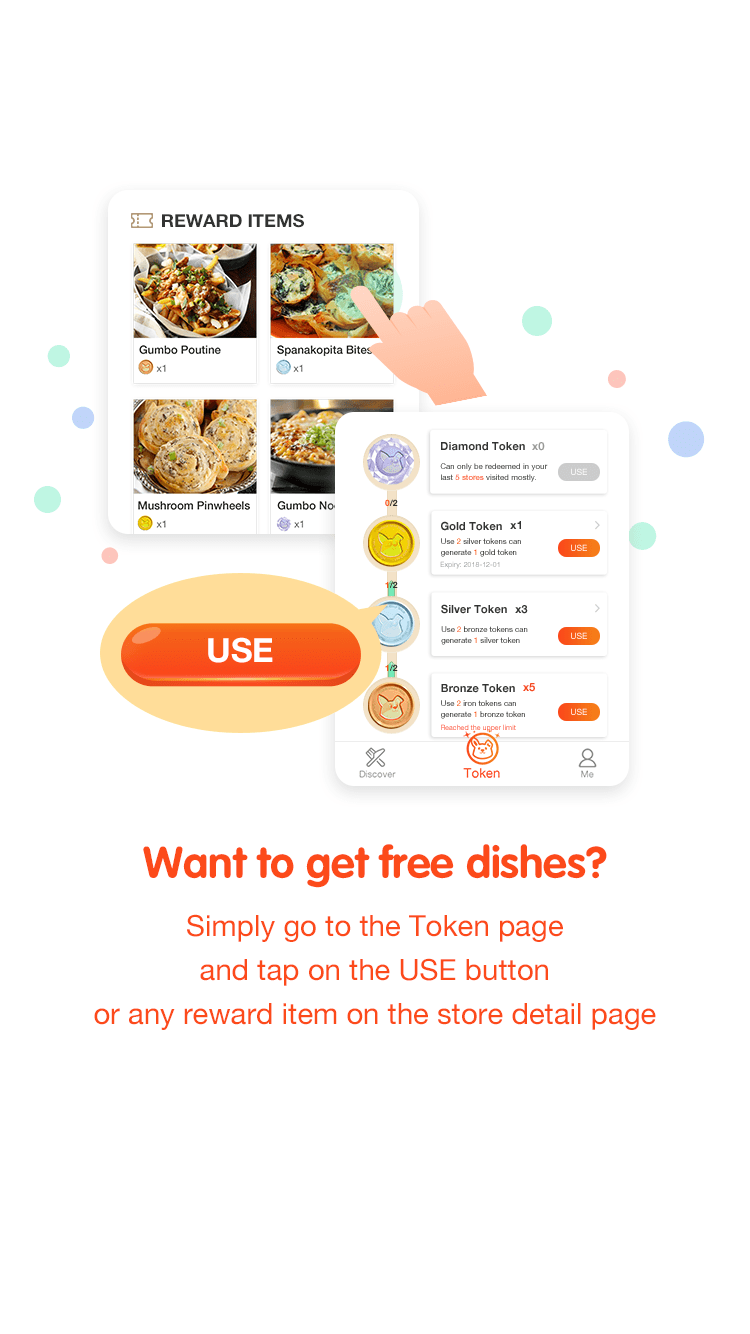 REWARD ITEMS
Gumbo Poutine
x1
Spanakopita Bites
x1
Mushroom Pinwheels
x1
Gumbo Noo
x1
Diamond Token x0
Can only be redeemed in your
last 5 stores visited mostly.
USE
0/2
Gold Token x1
Use 2 silver tokens can
generate 1 gold token
Expiry: 2018-12-01
USE
1/2
Silver Token x3
Use 2 bronze tokens can
generate 1 silver token
USE
1/2
Bronze Token x5
Use 2 iron tokens can
generate 1 bronze token
Reached the upper limit
USE
Discover
Token
Me
USE
Want to get free dishes?
Simply go to the Token page
and tap on the USE button
or any reward item on the store detail page